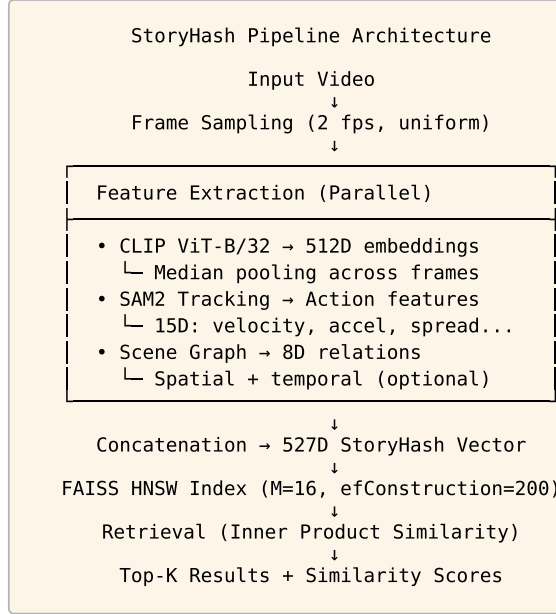 StoryHash Pipeline Architecture
Input Video
↓
Frame Sampling (2 fps, uniform)
↓
Feature Extraction (Parallel)
• CLIP ViT-B/32 → 512D embeddings
└─ Median pooling across frames
• SAM2 Tracking → Action features
└─ 15D: velocity, accel, spread...
• Scene Graph → 8D relations
└─ Spatial + temporal (optional)
↓
Concatenation → 527D StoryHash Vector
↓
FAISS HNSW Index (M=16, efConstruction=200)
↓
Retrieval (Inner Product Similarity)
↓
Top-K Results + Similarity Scores